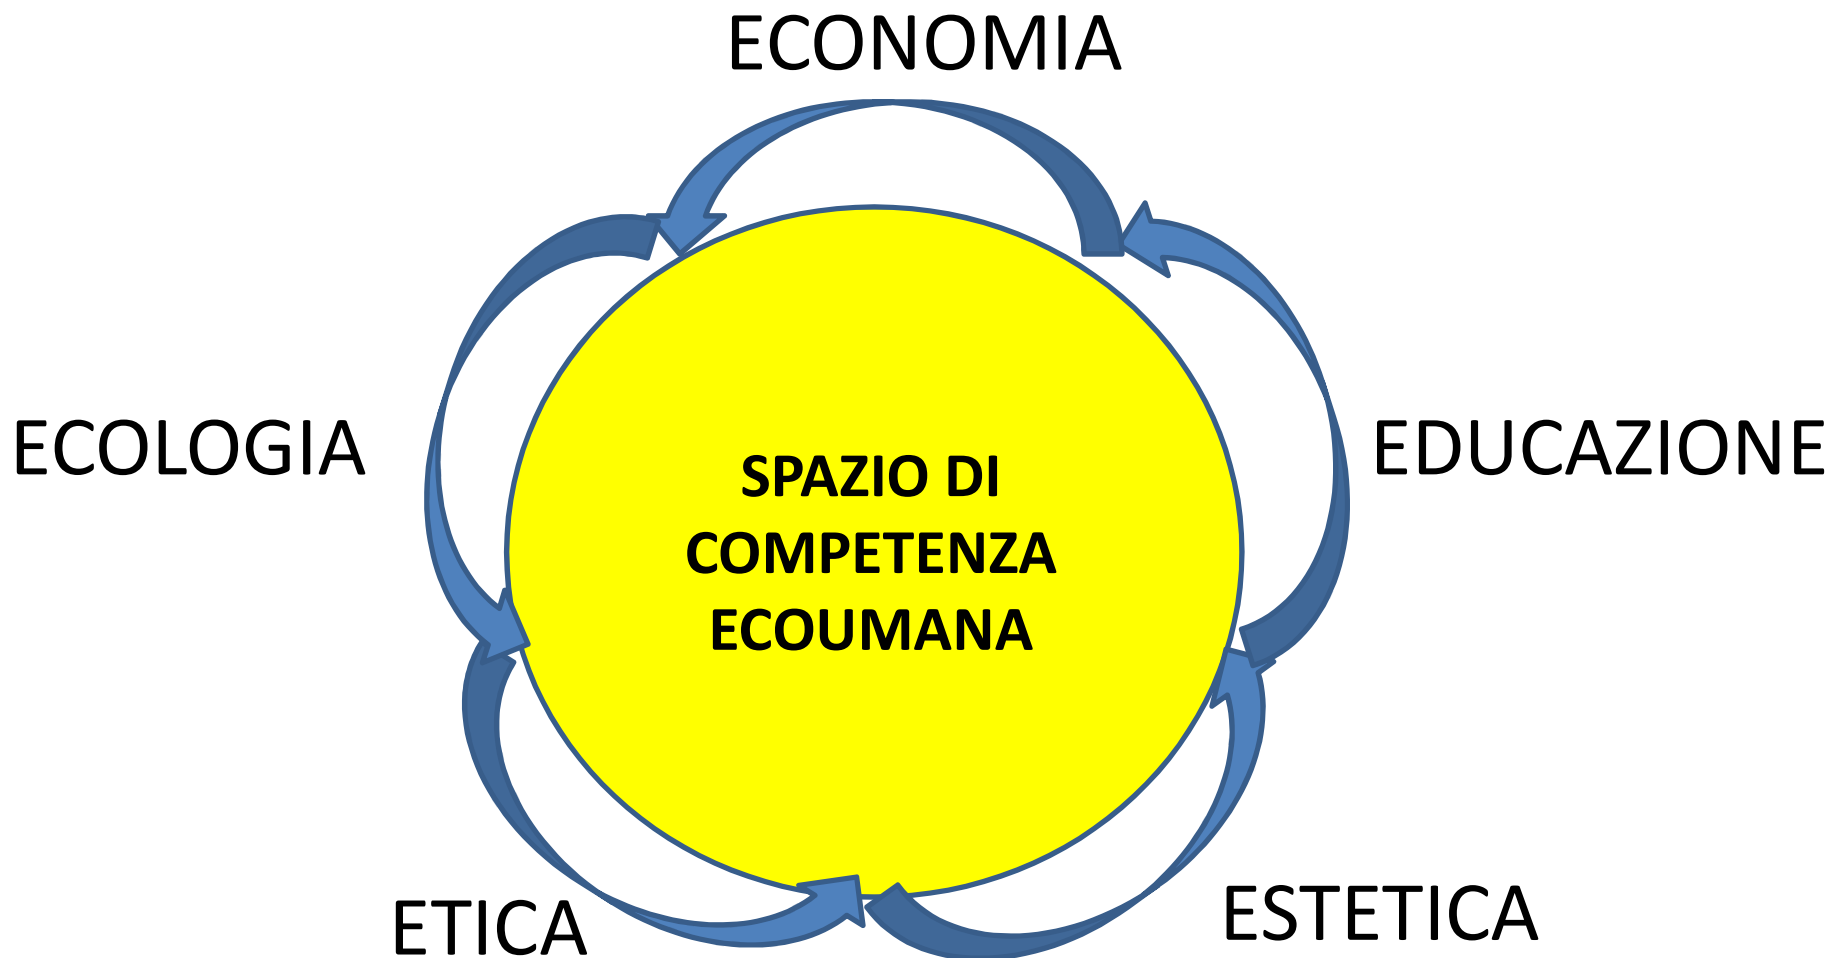 ECONOMIA
ECOLOGIA
EDUCAZIONE
SPAZIO DI
COMPETENZA
ECOUMANA
ETICA
ESTETICA